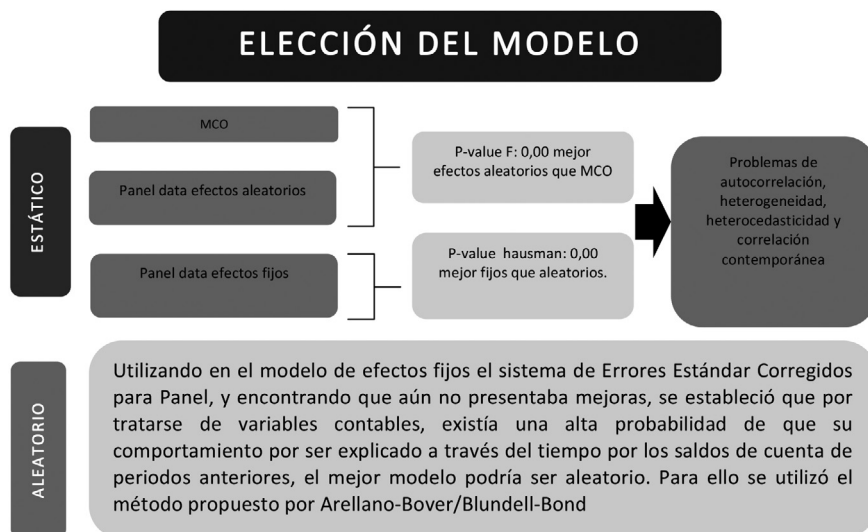 ELECCIÓN DEL MODELO
ESTÁTICO
MCO
Panel data efectos aleatorios
Panel data efectos fijos
P-value F: 0,00 mejor
efectos aleatorios que MCO
P-value hausman: 0,00
mejor fijos que aleatorios.
Problemas de
autocorrelación,
heterogeneidad,
heterocedasticidad y
correlación
contemporánea
ALEATORIO
Utilizando en el modelo de efectos fijos el sistema de Errores Estándar Corregidos
para Panel, y encontrando que aún no presentaba mejoras, se estableció que por
tratarse de variables contables, existía una alta probabilidad de que su
comportamiento por ser explicado a través del tiempo por los saldos de cuenta de
periodos anteriores, el mejor modelo podría ser aleatorio. Para ello se utilizó el
método propuesto por Arellano-Bover/Blundell-Bond